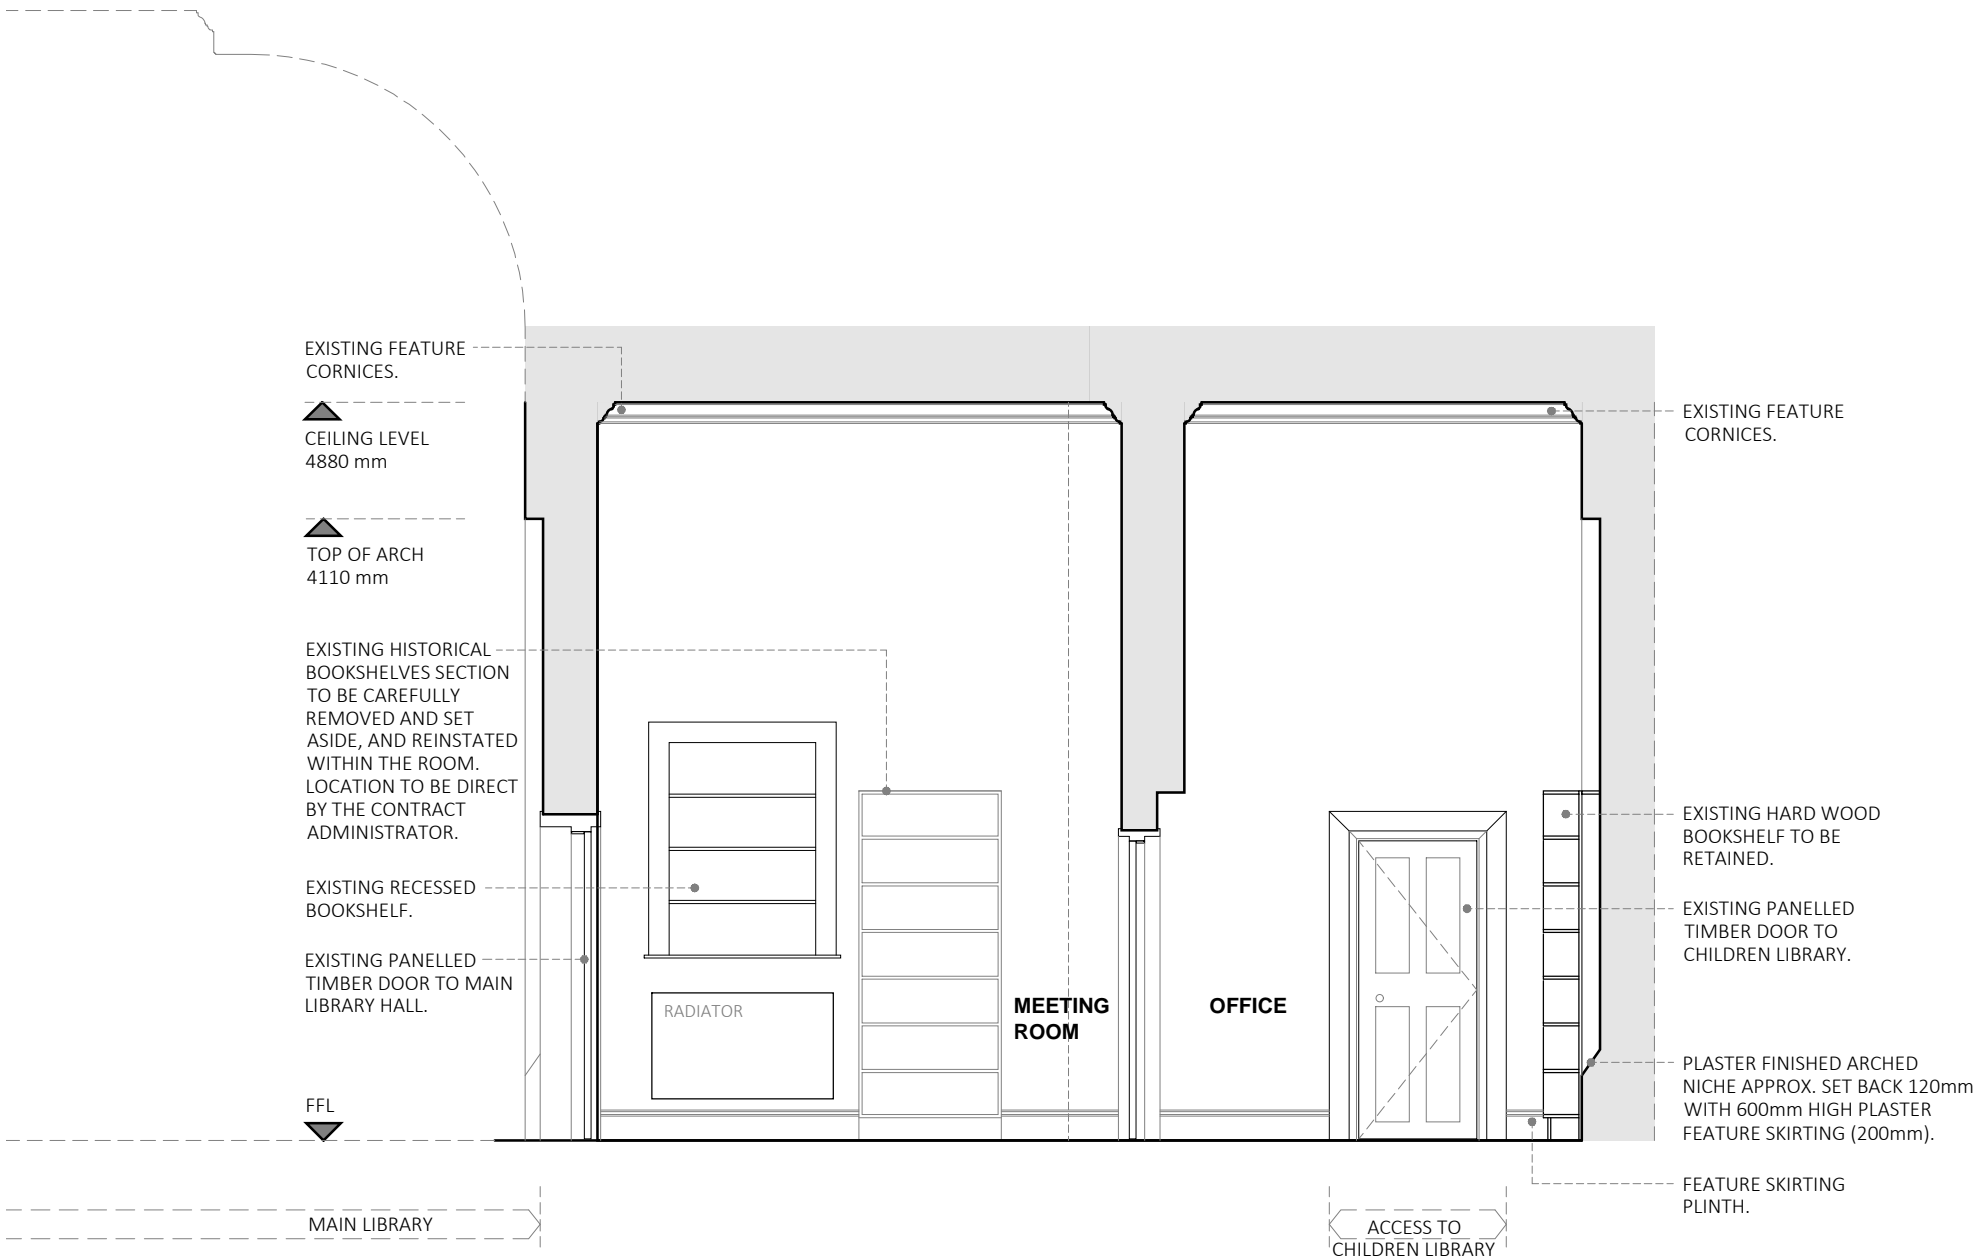 EXISTING FEATURE
CORNICES.
CEILING LEVEL
4880 mm
TOP OF ARCH
4110 mm
EXISTING HISTORICAL
BOOKSHELVES SECTION
TO BE CAREFULLY
REMOVED AND SET
ASIDE, AND REINSTATED
WITHIN THE ROOM.
LOCATION TO BE DIRECT
BY THE CONTRACT
ADMINISTRATOR.
EXISTING RECESSED
BOOKSHELF.
EXISTING PANELLED
TIMBER DOOR TO MAIN
LIBRARY HALL.
FFL
MAIN LIBRARY
RADIATOR
MEETING
ROOM
OFFICE
ACCESS TO
CHILDREN LIBRARY
EXISTING FEATURE
CORNICES.
EXISTING HARD WOOD
BOOKSHELF TO BE
RETAINED.
EXISTING PANELLED
TIMBER DOOR TO
CHILDREN LIBRARY.
PLASTER FINISHED ARCHED
NICHE APPROX. SET BACK 120mm
WITH 600mm HIGH PLASTER
FEATURE SKIRTING (200mm).
FEATURE SKIRTING
PLINTH.